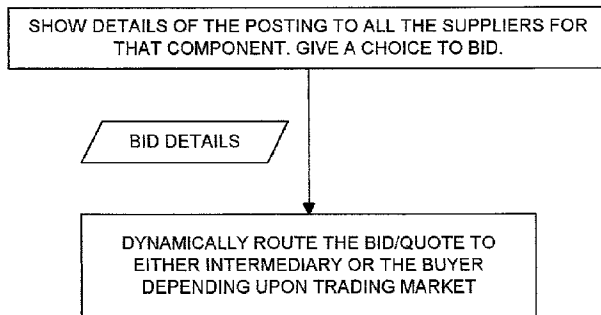 SHOW DETAILS OF THE POSTING TO ALL THE SUPPLIERS FOR
THAT COMPONENT. GIVE A CHOICE TO BID.
BID DETAILS
DYNAMICALLY ROUTE THE BID/QUOTE TO
EITHER INTERMEDIARY OR THE BUYER
DEPENDING UPON TRADING MARKET